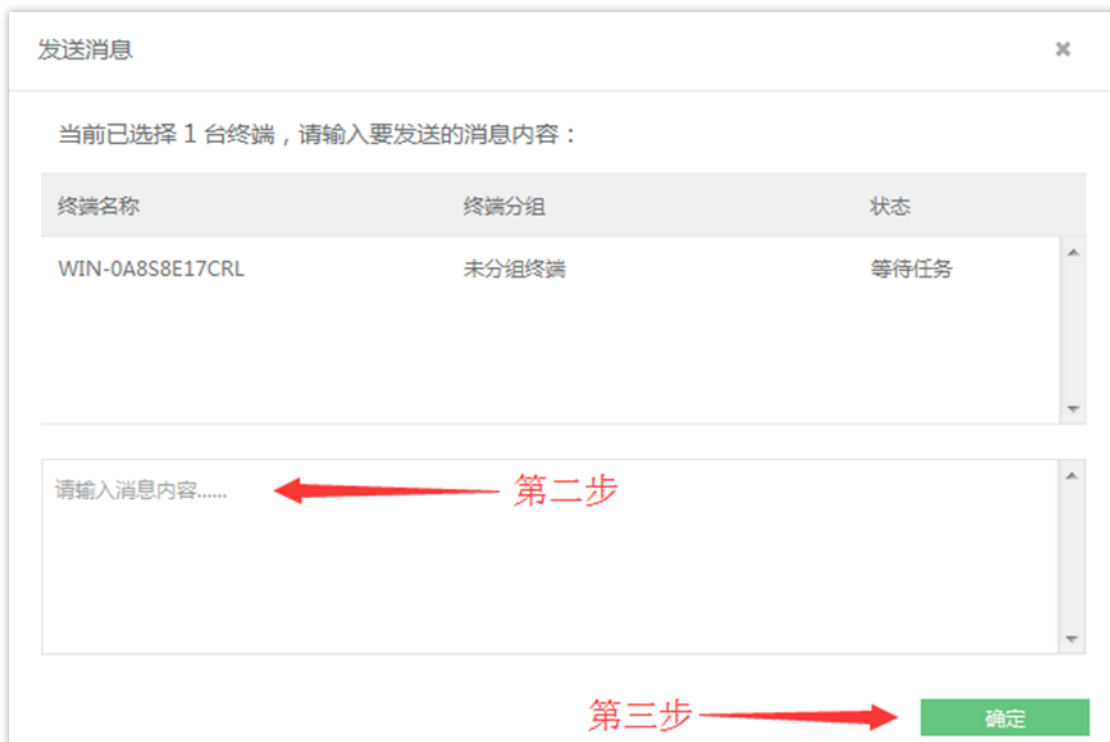 发送消息
当前已选择 1 台终端，请输入要发送的消息内容：
终端名称 终端分组 状态
WIN-0A8S8E17CRL 未分组终端 等待任务
请输入消息内容...... 第二步
第三步 确定